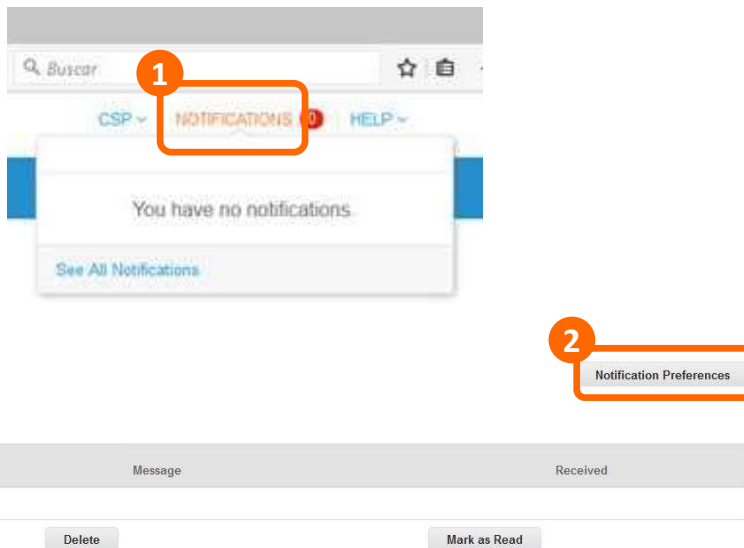 Buscar
1
CSP NOTIFICATIONS 0 HELP
You have no notifications.
See All Notifications
2
Notification Preferences
Message Received
Delete Mark as Read